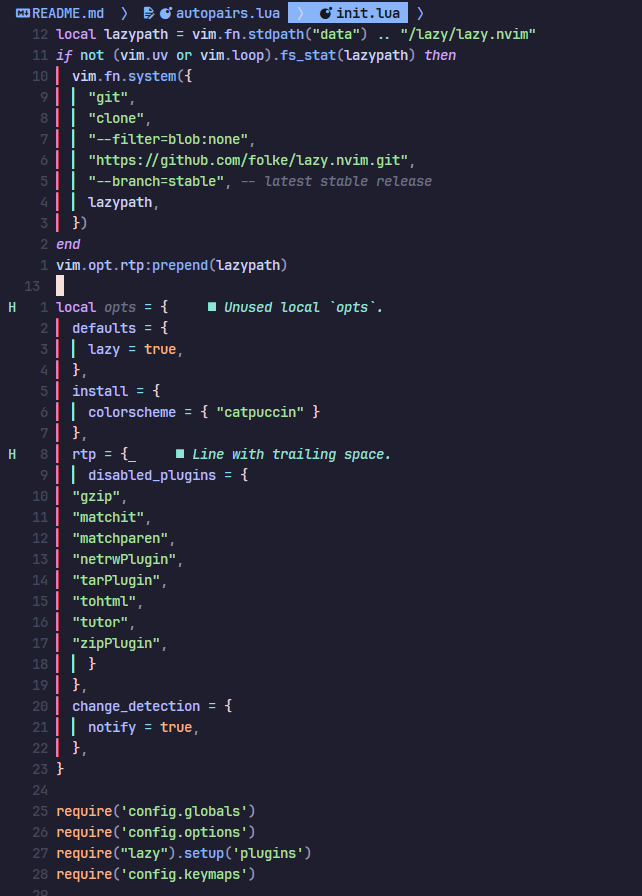 README.md autopairs.lua init.lua
12 local lazypath = vim.fn.stdpath("data") .. "/lazy/lazy.nvim"
11 if not (vim.uv or vim.loop).fs_stat(lazypath) then
10 vim.fn.system({
9 "git",
8 "clone",
7 "--filter=blob:none",
6 "https://github.com/folke/lazy.nvim.git",
5 "--branch=stable", -- latest stable release
4 lazypath,
3 })
2 end
1 vim.opt.rtp:prepend(lazypath)
13
H 1 local opts = { ■ Unused local `opts`.
2 defaults = {
3 lazy = true,
4 },
5 install = {
6 colorscheme = { "catpuccin" }
7 },
H 8 rtp = {_ ■ Line with trailing space.
9 disabled_plugins = {
10 "gzip",
11 "matchit",
12 "matchparen",
13 "netrwPlugin",
14 "tarPlugin",
15 "tohtml",
16 "tutor",
17 "zipPlugin",
18 }
19 },
20 change_detection = {
21 notify = true,
22 },
23 }
24
25 require('config.globals')
26 require('config.options')
27 require("lazy").setup('plugins')
28 require('config.keymaps')
29